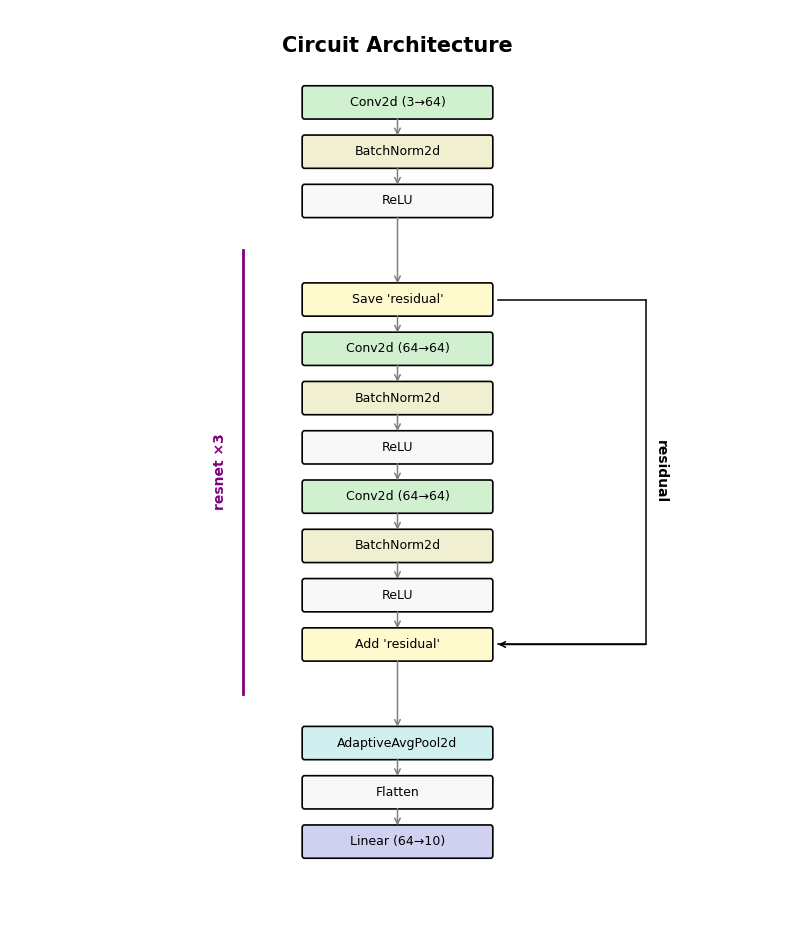 Circuit Architecture
Conv2d (3→64)
BatchNorm2d
ReLU
Save 'residual'
Conv2d (64→64)
BatchNorm2d
ReLU
resnet ×3
residual
Conv2d (64→64)
BatchNorm2d
ReLU
Add 'residual'
AdaptiveAvgPool2d
Flatten
Linear (64→10)